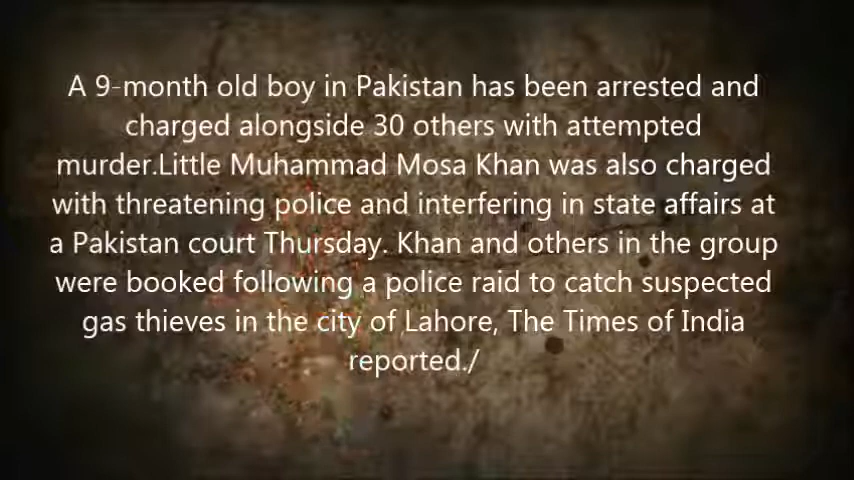 A 9-month old boy in Pakistan has been arrested and
charged alongside 30 others with attempted
murder.Little Muhammad Mosa Khan was also charged
with threatening police and interfering in state affairs at
a Pakistan court Thursday. Khan and others in the group
were booked following a police raid to catch suspected
gas thieves in the city of Lahore, The Times of India
reported./